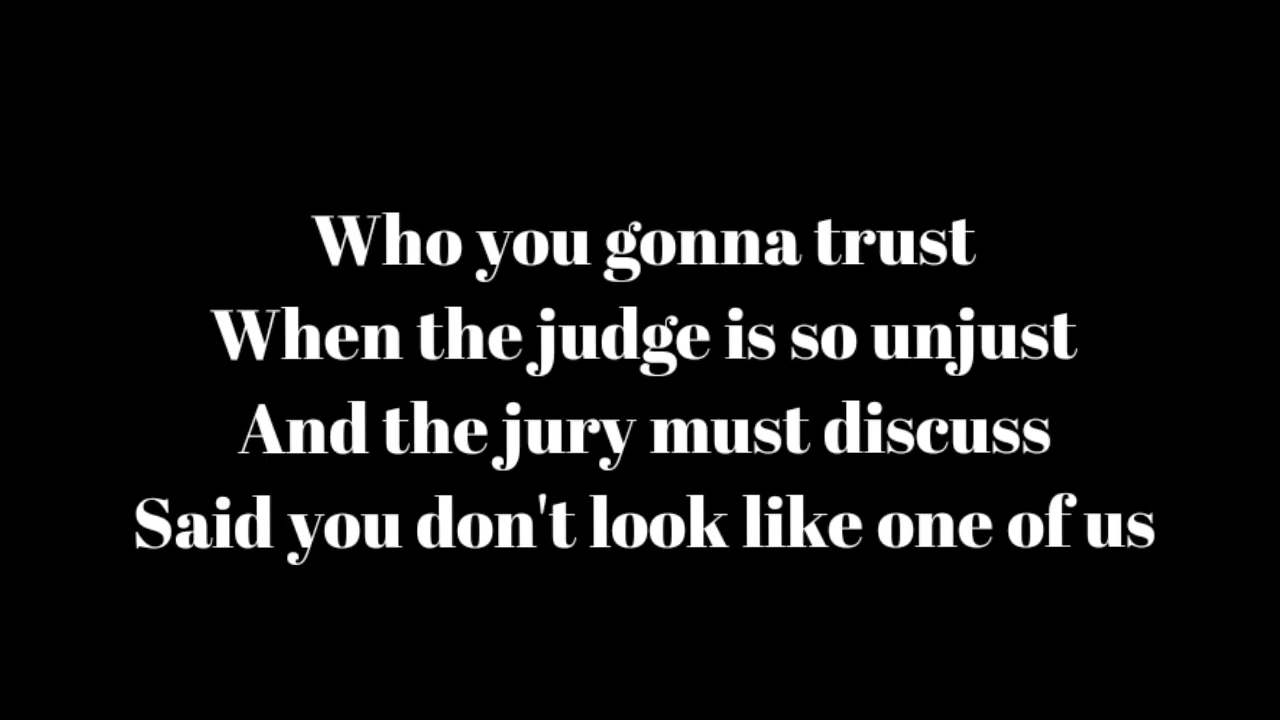 Who you gonna trust
When the judge is so unjust
And the jury must discuss
Said you don't look like one of us